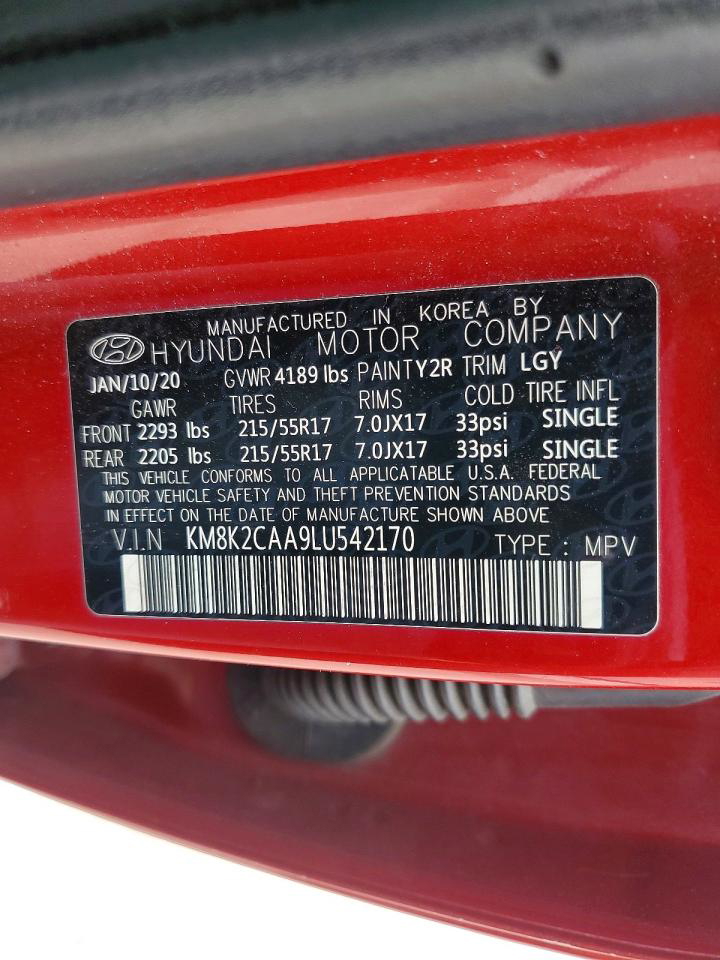 MANUFACTURED IN KOREA BY
HYUNDAI MOTOR COMPANY
JAN/10/20 GVWR 4189 lbs PAINT Y2R TRIM LGY
GAWR TIRES RIMS COLD TIRE INFL
FRONT 2293 lbs 215/55R17 7.0JX17 33psi SINGLE
REAR 2205 lbs 215/55R17 7.0JX17 33psi SINGLE
THIS VEHICLE CONFORMS TO ALL APPLICATABLE U.S.A. FEDERAL
MOTOR VEHICLE SAFETY AND THEFT PREVENTION STANDARDS
IN EFFECT ON THE DATE OF MANUFACTURE SHOWN ABOVE
V.I.N KM8K2CAA9LU542170 TYPE : MPV